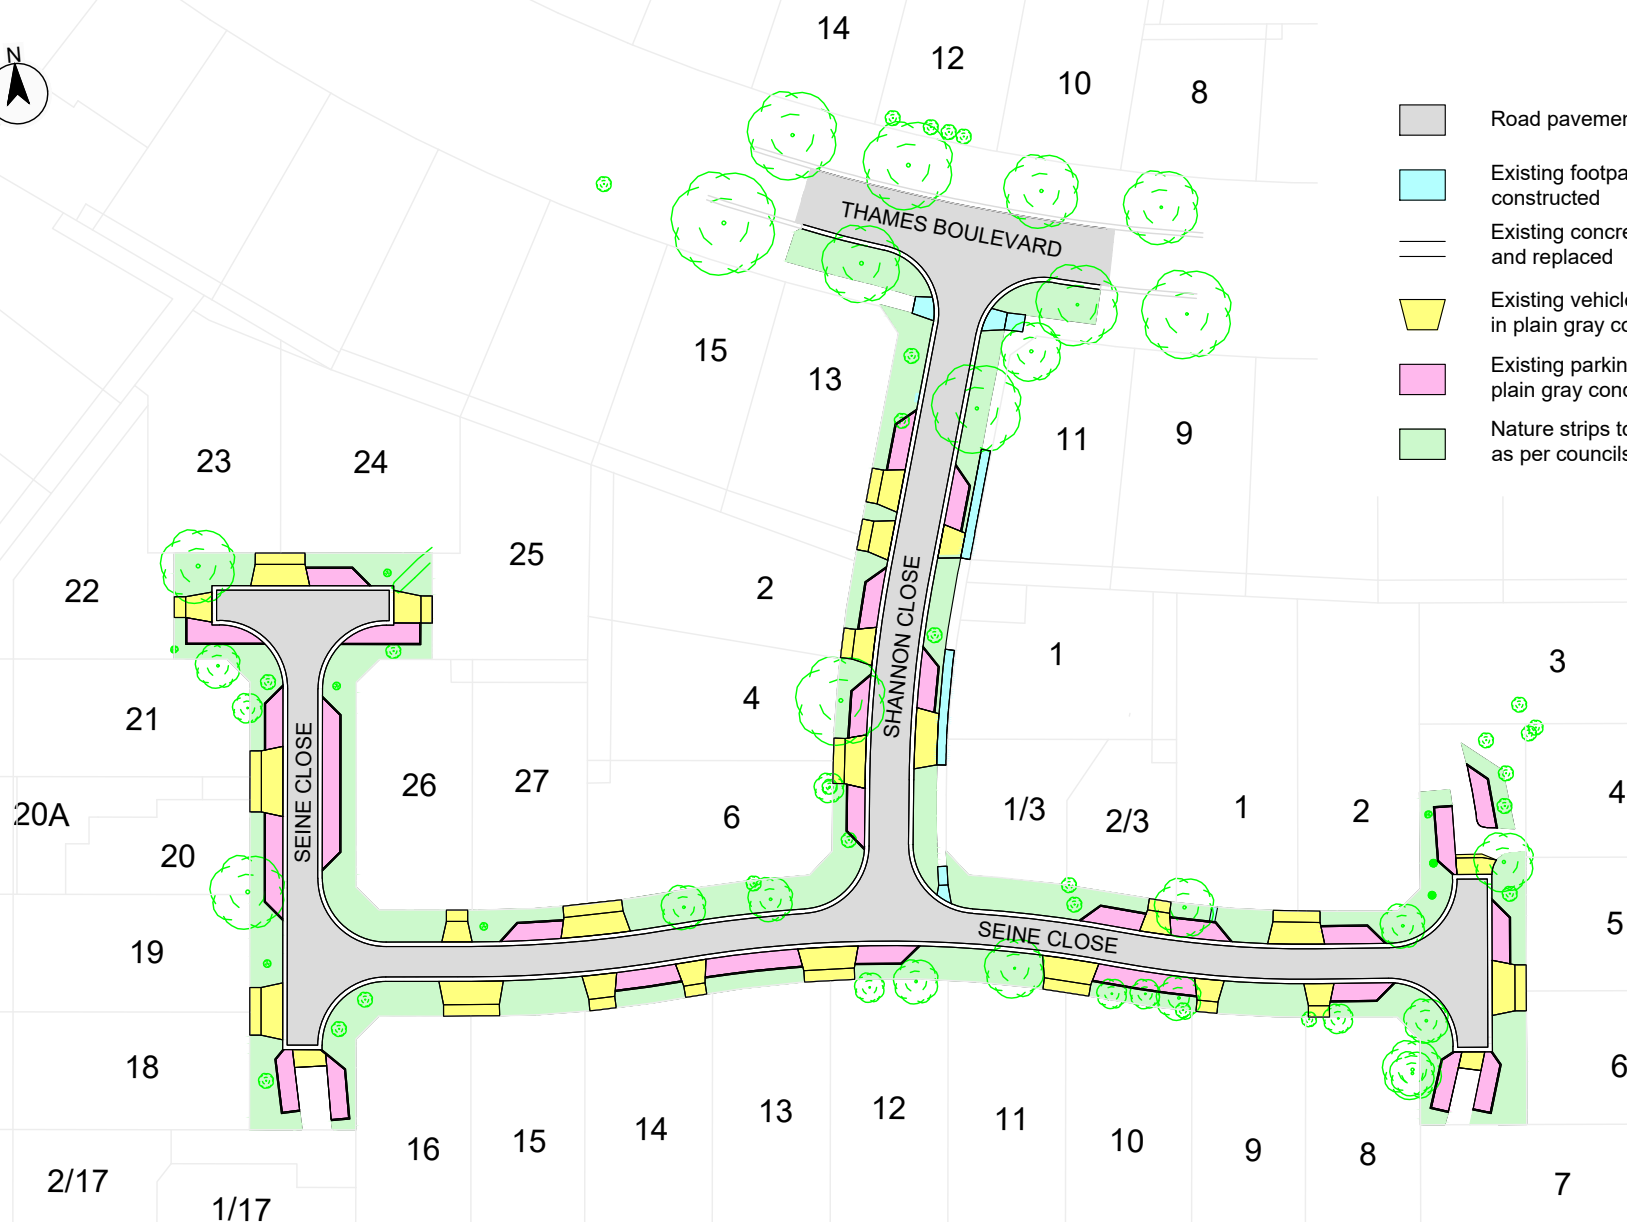 N
14
12
10
8
THAMES BOULEVARD
15
13
11
9
23
24
25
22
2
SHANNON CLOSE
1
3
21
4
SEINE CLOSE
26
27
6
1/3
2/3
1
2
4
20A
20
19
SEINE CLOSE
5
18
6
16
15
14
13
12
11
10
9
8
7
2/17
1/17
Road pavemen
Existing footpa
constructed
Existing concre
and replaced
Existing vehicle
in plain gray co
Existing parkin
plain gray conc
Nature strips to
as per councils